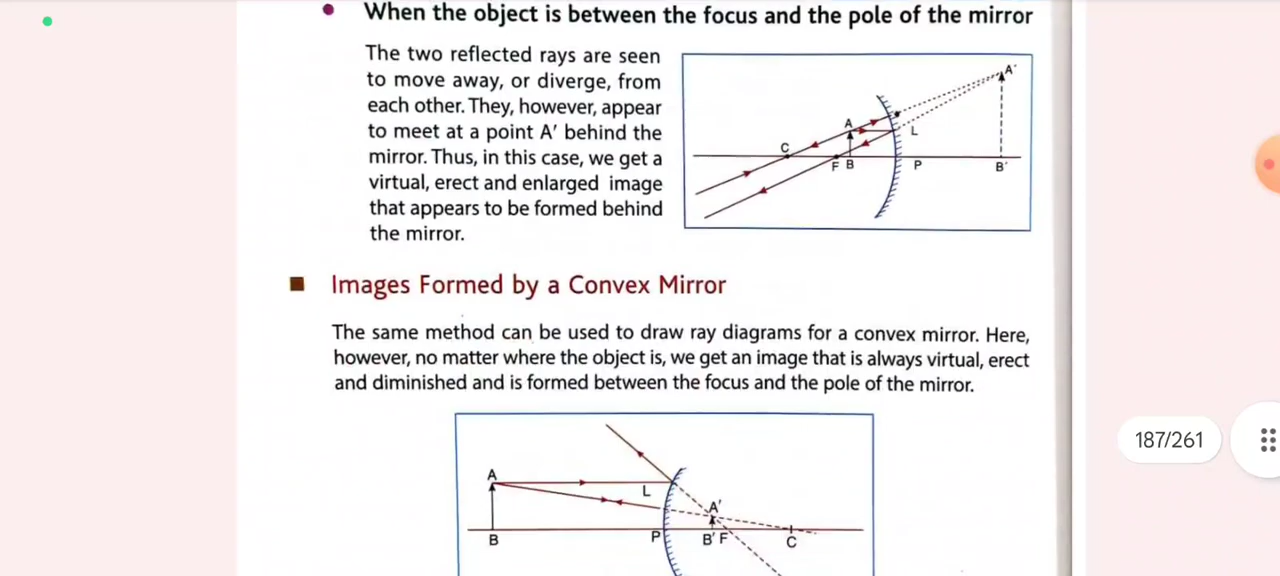 When the object is between the focus and the pole of the mirror
The two reflected rays are seen
to move away, or diverge, from
each other. They, however, appear
to meet at a point A′ behind the
mirror. Thus, in this case, we get a
virtual, erect and enlarged image
that appears to be formed behind
the mirror.
A′
A
L
C
F B
P
B′
Images Formed by a Convex Mirror
The same method can be used to draw ray diagrams for a convex mirror. Here,
however, no matter where the object is, we get an image that is always virtual, erect
and diminished and is formed between the focus and the pole of the mirror.
187/261
A
L
A′
B
P
B′ F
C